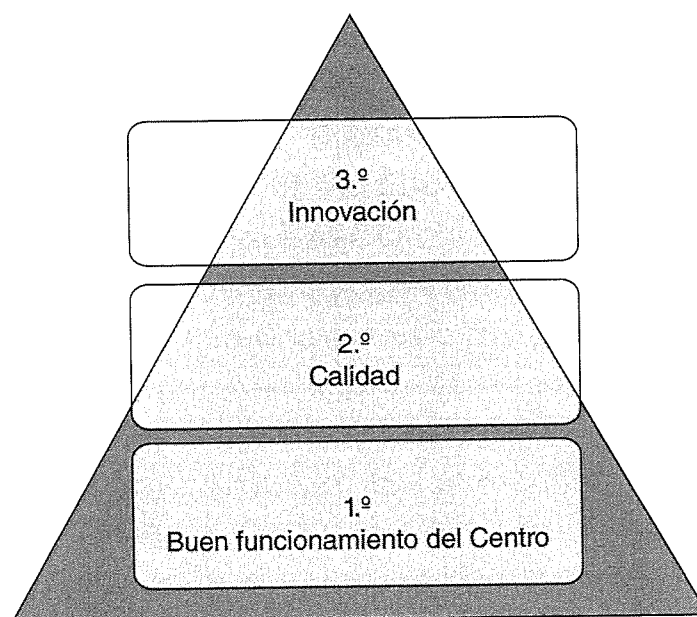 3.º
Innovación
2.º
Calidad
1.º
Buen funcionamiento del Centro